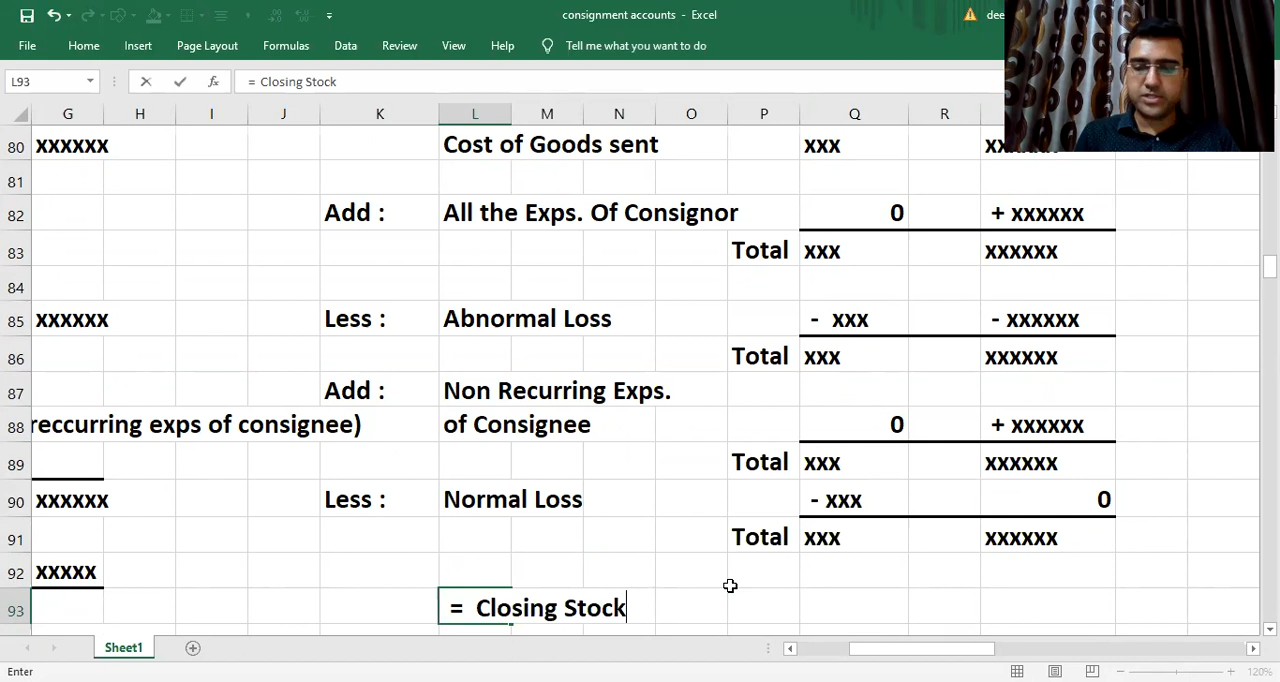 consignment accounts - Excel
dee
File Home Insert Page Layout Formulas Data Review View Help Tell me what you want to do
L93 fx = Closing Stock
G H I J K L M N O P Q R
80 xxxxxx Cost of Goods sent xxx
81
82 Add : All the Exps. Of Consignor 0 + xxxxxx
83 Total xxx xxxxxx
84
85 xxxxxx Less : Abnormal Loss - xxx - xxxxxx
86 Total xxx xxxxxx
87 Add : Non Recurring Exps.
88 reccurring exps of consignee) of Consignee 0 + xxxxxx
89 Total xxx xxxxxx
90 xxxxxx Less : Normal Loss - xxx 0
91 Total xxx xxxxxx
92 xxxxx
93 = Closing Stock
Sheet1
Enter 120%